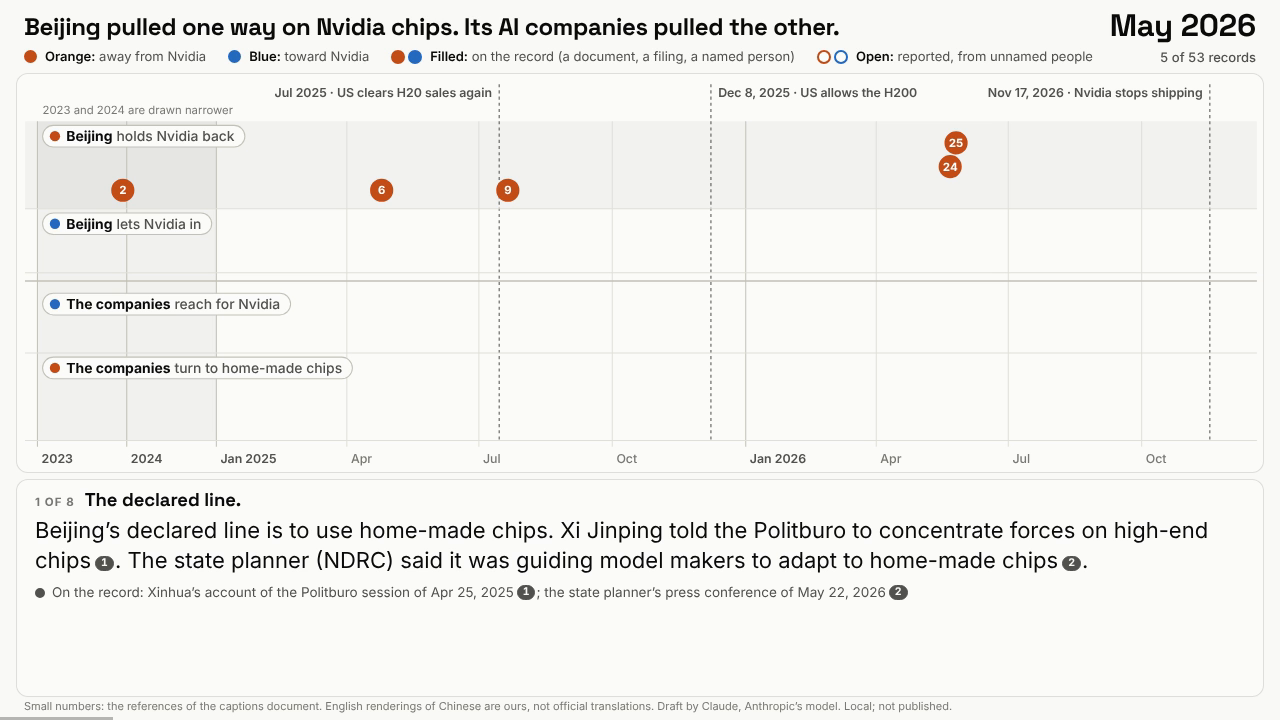 Beijing pulled one way on Nvidia chips. Its AI companies pulled the other.
May 2026
Orange: away from Nvidia
Blue: toward Nvidia
Filled: on the record (a document, a filing, a named person)
Open: reported, from unnamed people
5 of 53 records
Jul 2025 · US clears H20 sales again
Dec 8, 2025 · US allows the H200
Nov 17, 2026 · Nvidia stops shipping
2023 and 2024 are drawn narrower
Beijing holds Nvidia back
25
24
2
6
9
Beijing lets Nvidia in
The companies reach for Nvidia
The companies turn to home-made chips
2023
2024
Jan 2025
Apr
Jul
Oct
Jan 2026
Apr
Jul
Oct
1 OF 8 The declared line.
Beijing’s declared line is to use home-made chips. Xi Jinping told the Politburo to concentrate forces on high-end
chips 1. The state planner (NDRC) said it was guiding model makers to adapt to home-made chips 2.
On the record: Xinhua’s account of the Politburo session of Apr 25, 2025 1; the state planner’s press conference of May 22, 2026 2
Small numbers: the references of the captions document. English renderings of Chinese are ours, not official translations. Draft by Claude, Anthropic’s model. Local; not published.